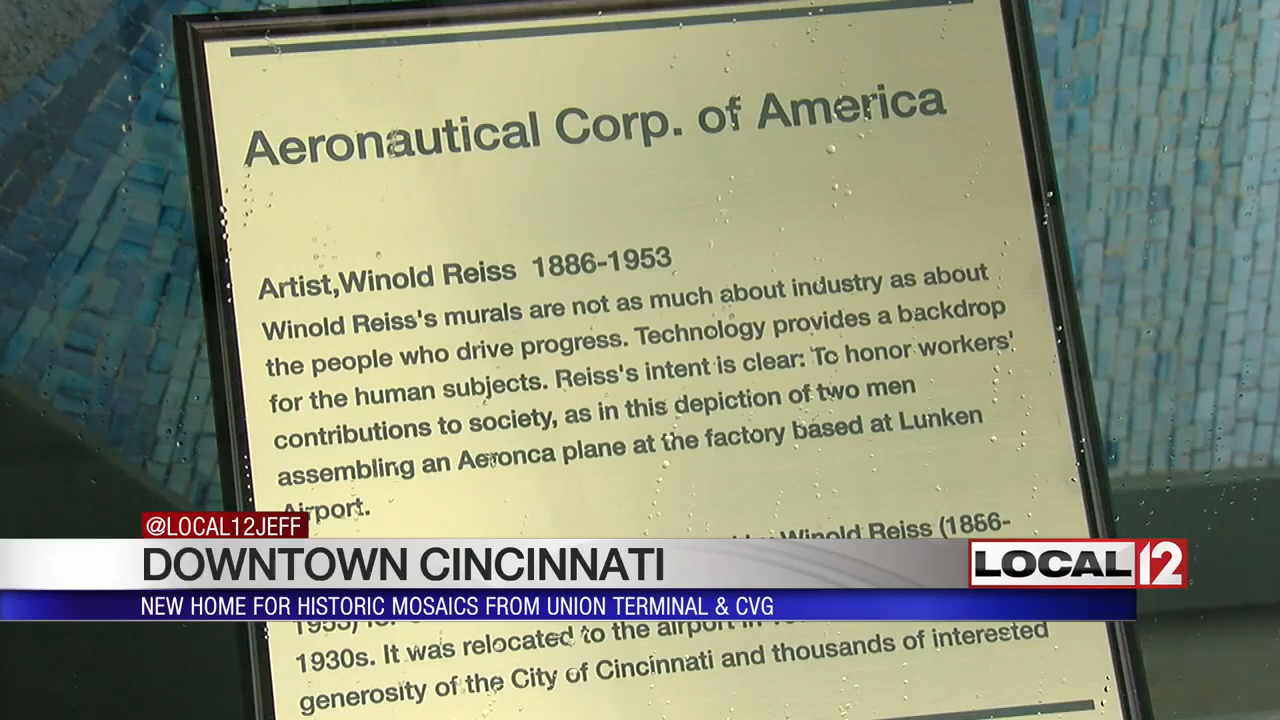 Aeronautical Corp. of America
Artist,Winold Reiss 1886-1953
Winold Reiss's murals are not as much about industry as about
the people who drive progress. Technology provides a backdrop
for the human subjects. Reiss's intent is clear: To honor workers'
contributions to society, as in this depiction of two men
assembling an Aeronca plane at the factory based at Lunken
Airport.
Winold Reiss (1886-
@LOCAL12JEFF
DOWNTOWN CINCINNATI
LOCAL 12
NEW HOME FOR HISTORIC MOSAICS FROM UNION TERMINAL & CVG
1930s. It was relocated to the airport in
generosity of the City of Cincinnati and thousands of interested